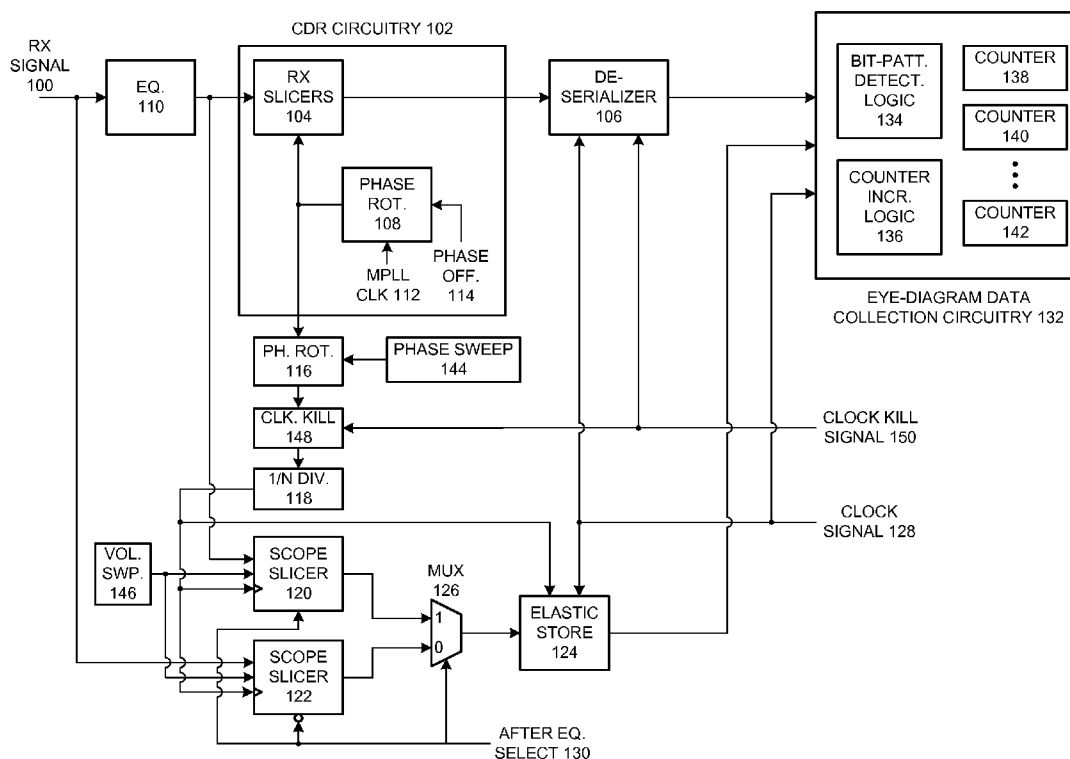 CDR CIRCUITRY 102
RX
SIGNAL
100
EQ.
110
RX
SLICERS
104
DE-
SERIALIZER
106
BIT-PATT.
DETECT.
LOGIC
134
COUNTER
138
COUNTER
140
COUNTER
INCR.
LOGIC
136
COUNTER
142
PHASE
ROT.
108
MPLL
CLK 112
PHASE
OFF.
114
EYE-DIAGRAM DATA
COLLECTION CIRCUITRY 132
PH. ROT.
116
PHASE SWEEP
144
CLK. KILL
148
CLOCK KILL
SIGNAL 150
1/N DIV.
118
CLOCK
SIGNAL 128
VOL.
SWP.
146
SCOPE
SLICER
120
MUX
126
1
0
ELASTIC
STORE
124
SCOPE
SLICER
122
AFTER EQ.
SELECT 130